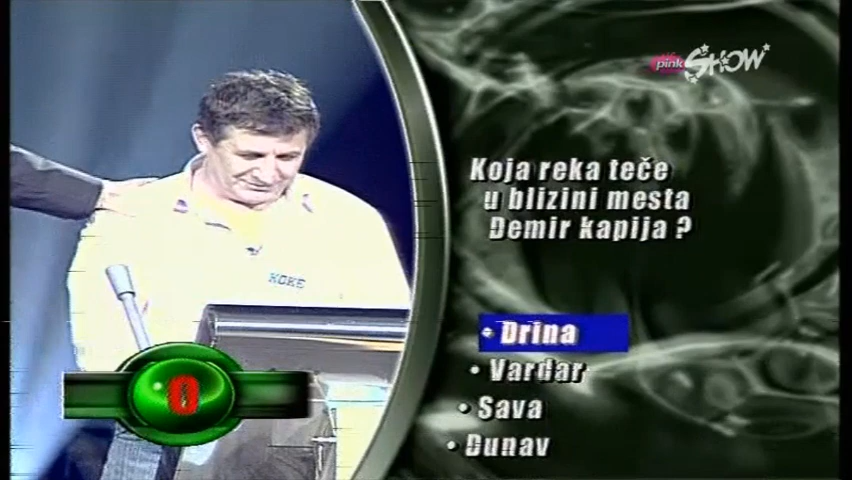 pink
SHOW
Koja reka teče
u blizini mesta
Demir kapija ?
• Drina
• Vardar
• Sava
• Dunav
KOKE
0